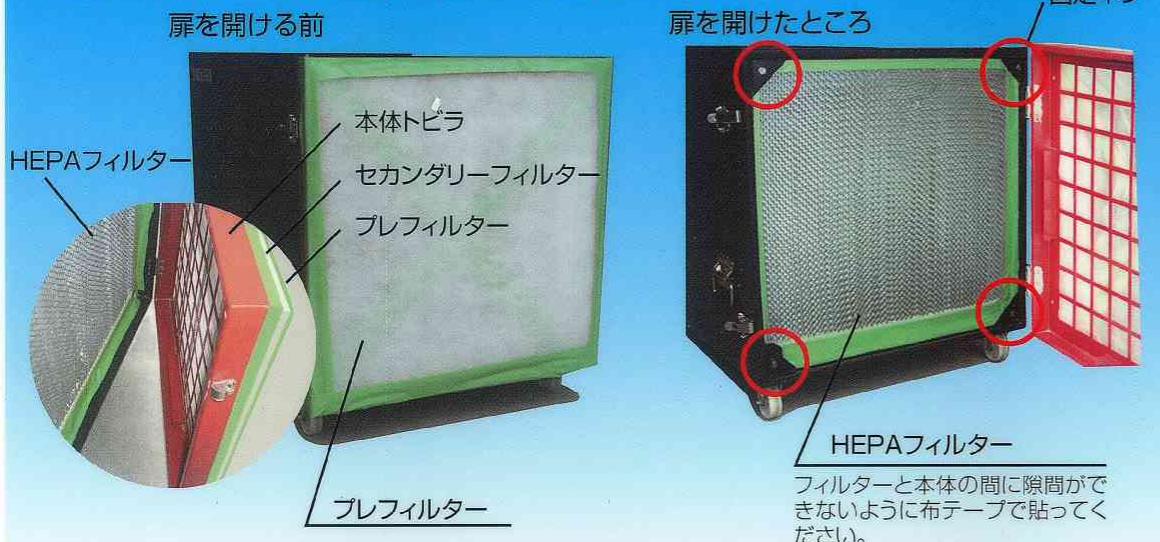 扉を開ける前
扉を開けたところ
本体トビラ
HEPAフィルター
セカンダリーフィルター
プレフィルター
プレフィルター
HEPAフィルター
フィルターと本体の間に隙間がで
きないように布テープで貼ってく
ださい。